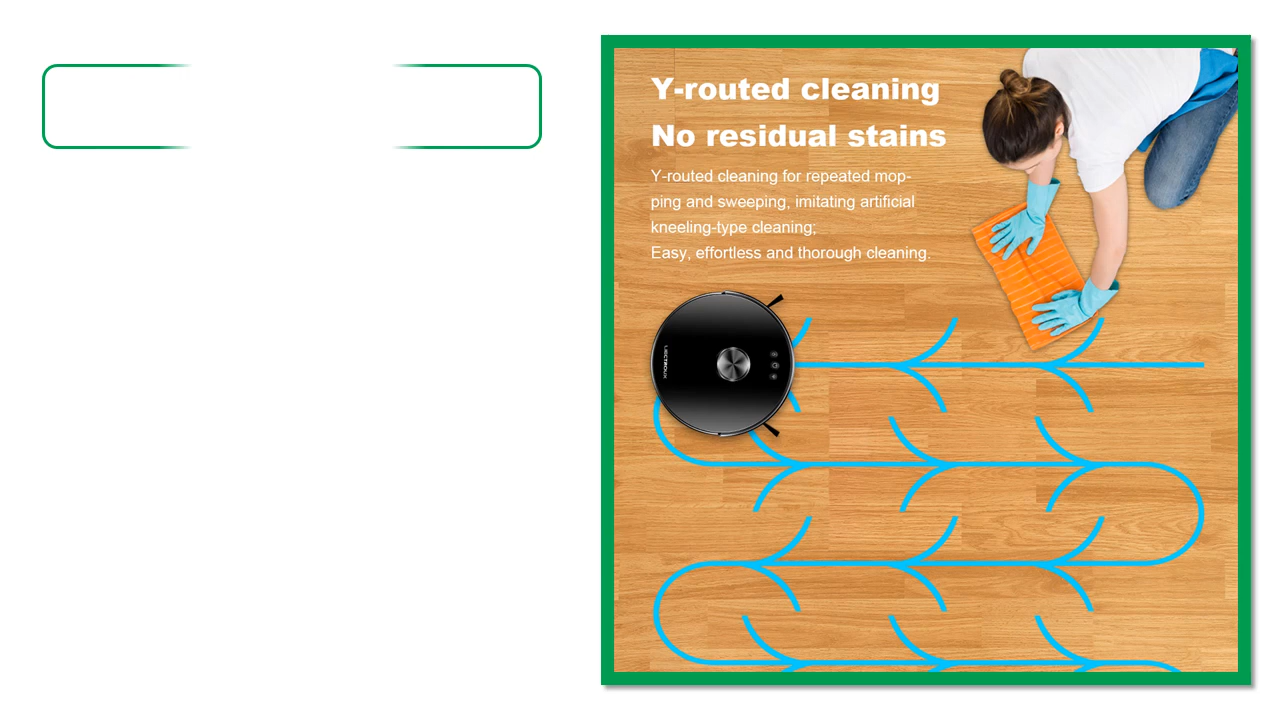 Y-routed cleaning
No residual stains
Y-routed cleaning for repeated mop-
ping and sweeping, imitating artificial
kneeling-type cleaning;
Easy, effortless and thorough cleaning.
LIECTROUX